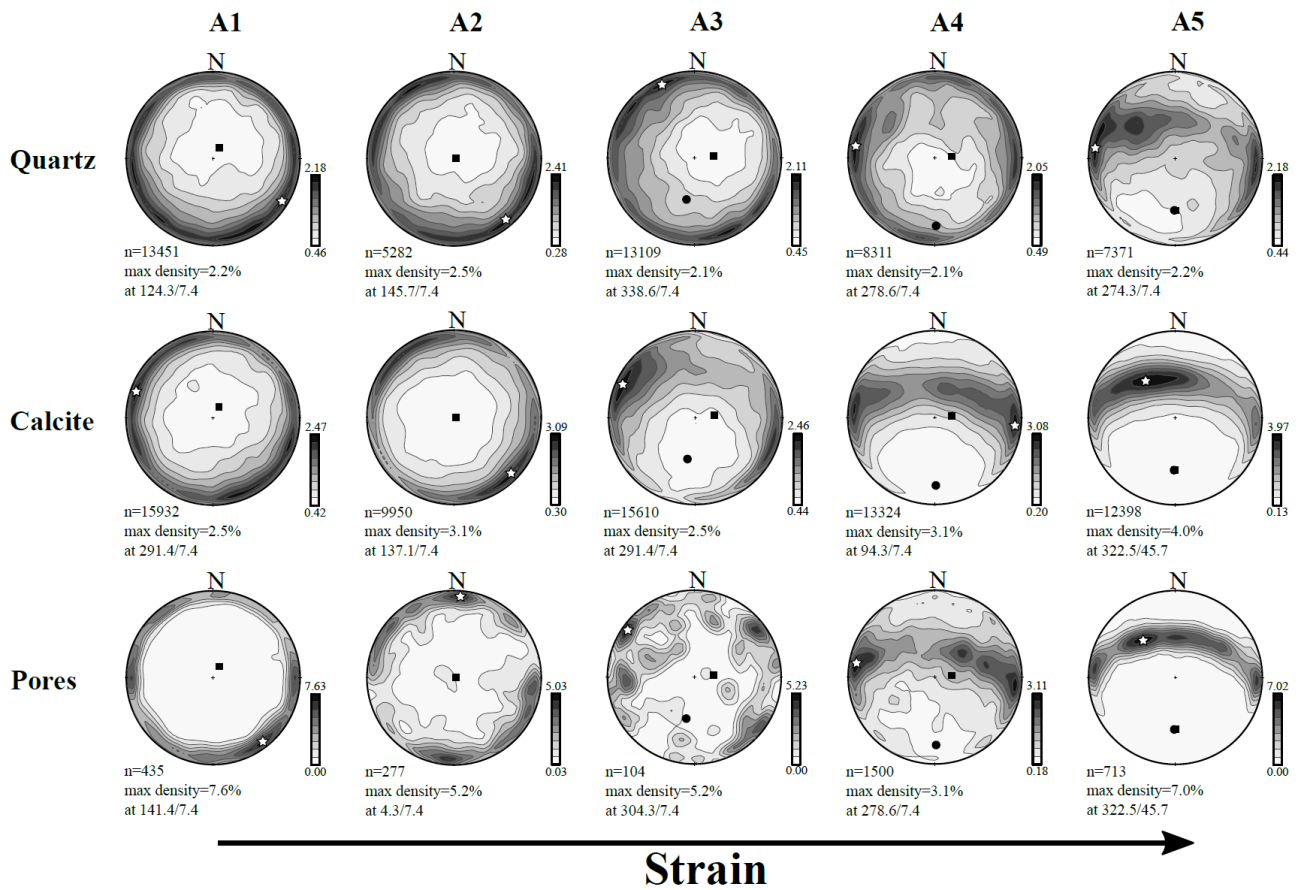 A1 A2 A3 A4 A5
N N N N N
Quartz
2.18 2.41 2.11 2.05 2.18
0.46 0.28 0.45 0.49 0.44
n=13451 n=5282 n=13109 n=8311 n=7371
max density=2.2% max density=2.5% max density=2.1% max density=2.1% max density=2.2%
at 124.3/7.4 at 145.7/7.4 at 338.6/7.4 at 278.6/7.4 at 274.3/7.4
N N N N N
Calcite
2.47 3.09 2.46 3.08 3.97
0.42 0.30 0.44 0.20 0.13
n=15932 n=9950 n=15610 n=13324 n=12398
max density=2.5% max density=3.1% max density=2.5% max density=3.1% max density=4.0%
at 291.4/7.4 at 137.1/7.4 at 291.4/7.4 at 94.3/7.4 at 322.5/45.7
N N N N N
Pores
7.63 5.03 5.23 3.11 7.02
0.00 0.03 0.00 0.18 0.00
n=435 n=277 n=104 n=1500 n=713
max density=7.6% max density=5.2% max density=5.2% max density=3.1% max density=7.0%
at 141.4/7.4 at 4.3/7.4 at 304.3/7.4 at 278.6/7.4 at 322.5/45.7
Strain